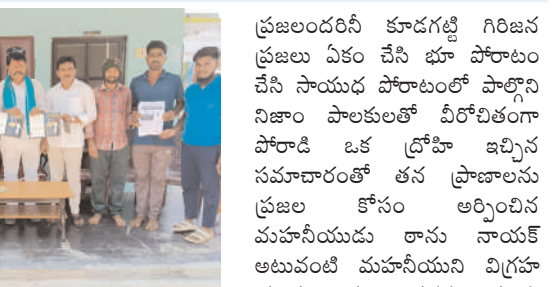 ప్రజలందరినీ కూడగట్టి గిరిజన
ప్రజలు ఏకం చేసి భూ పోరాటం
చేసి సాయుధ పోరాటంలో పాల్గొని
నిజాం పాలకులతో వీరోచితంగా
పోరాడి ఒక ద్రోహి ఇచ్చిన
సమాచారంతో తన ప్రాణాలను
ప్రజల కోసం అర్పించిన
మహనీయుడు ఠాను నాయక్
అటువంటి మహనీయుని విగ్రహ